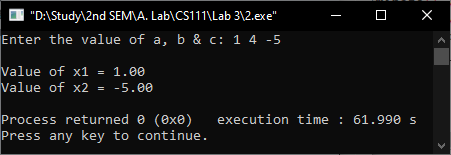 "D:\Study\2nd SEM\A. Lab\CS111\Lab 3\2.exe"
Enter the value of a, b & c: 1 4 -5
Value of x1 = 1.00
Value of x2 = -5.00
Process returned 0 (0x0)   execution time : 61.990 s
Press any key to continue.